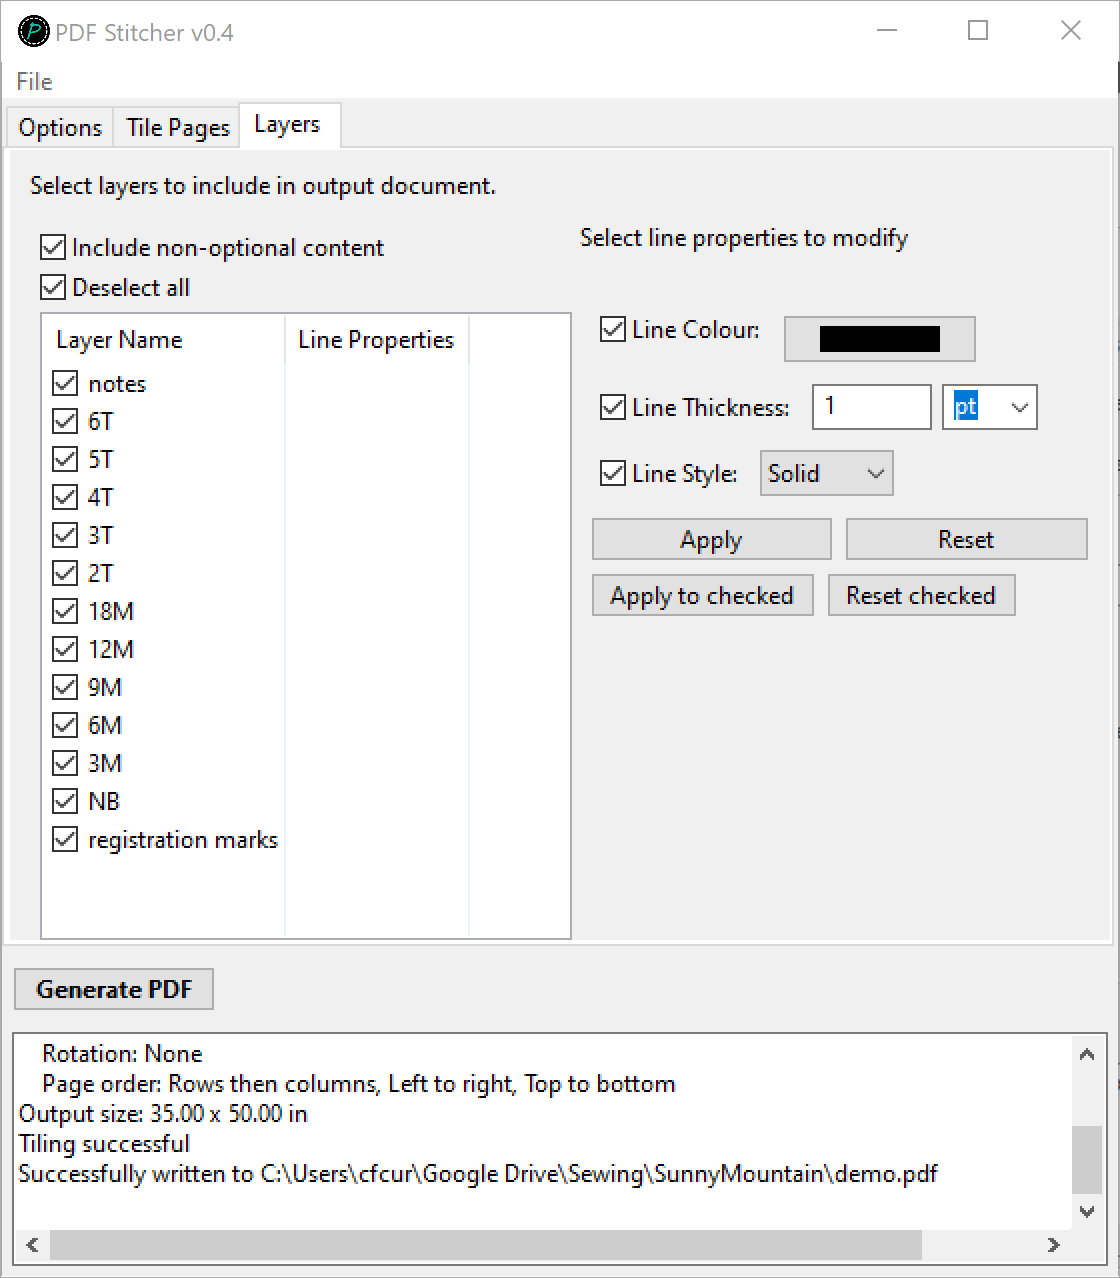 PDF Stitcher v0.4
File
Options
Tile Pages
Layers
Select layers to include in output document.
Include non-optional content
Deselect all
Layer Name
Line Properties
notes
6T
5T
4T
3T
2T
18M
12M
9M
6M
3M
NB
registration marks
Select line properties to modify
Line Colour:
Line Thickness:
1
pt
Line Style:
Solid
Apply
Reset
Apply to checked
Reset checked
Generate PDF
Rotation: None
Page order: Rows then columns, Left to right, Top to bottom
Output size: 35.00 x 50.00 in
Tiling successful
Successfully written to C:\Users\cfcur\Google Drive\Sewing\SunnyMountain\demo.pdf